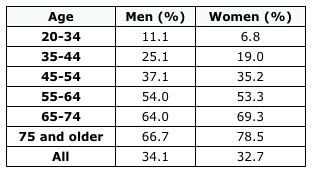 Age Men (%) Women (%)
20-34 11.1 6.8
35-44 25.1 19.0
45-54 37.1 35.2
55-64 54.0 53.3
65-74 64.0 69.3
75 and older 66.7 78.5
All 34.1 32.7